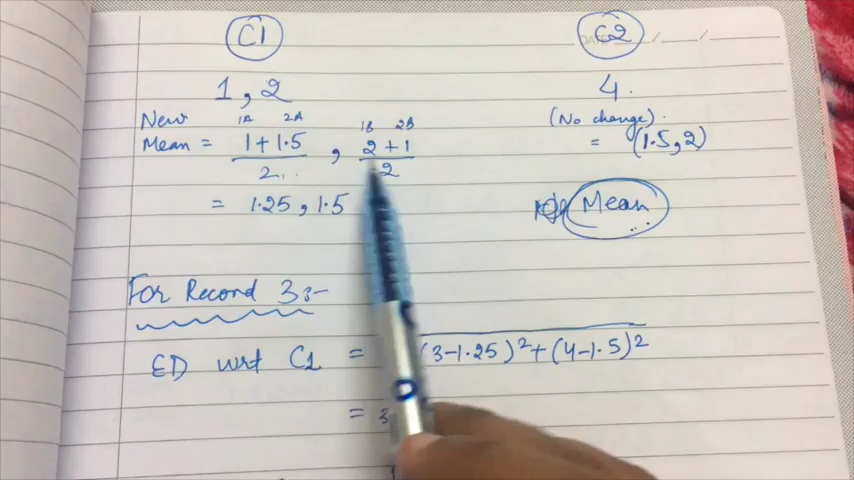 C1
C2
DATE / /
1, 2
4.
New
Mean = 1A 2A 1B 2B
1 + 1.5 / 2 , 2 + 1 / 2
(No change).
= (1.5, 2)
= 1.25, 1.5
Mean
For Record 3:-
ED wrt C1 = (3-1.25)² + (4-1.5)²
= 3